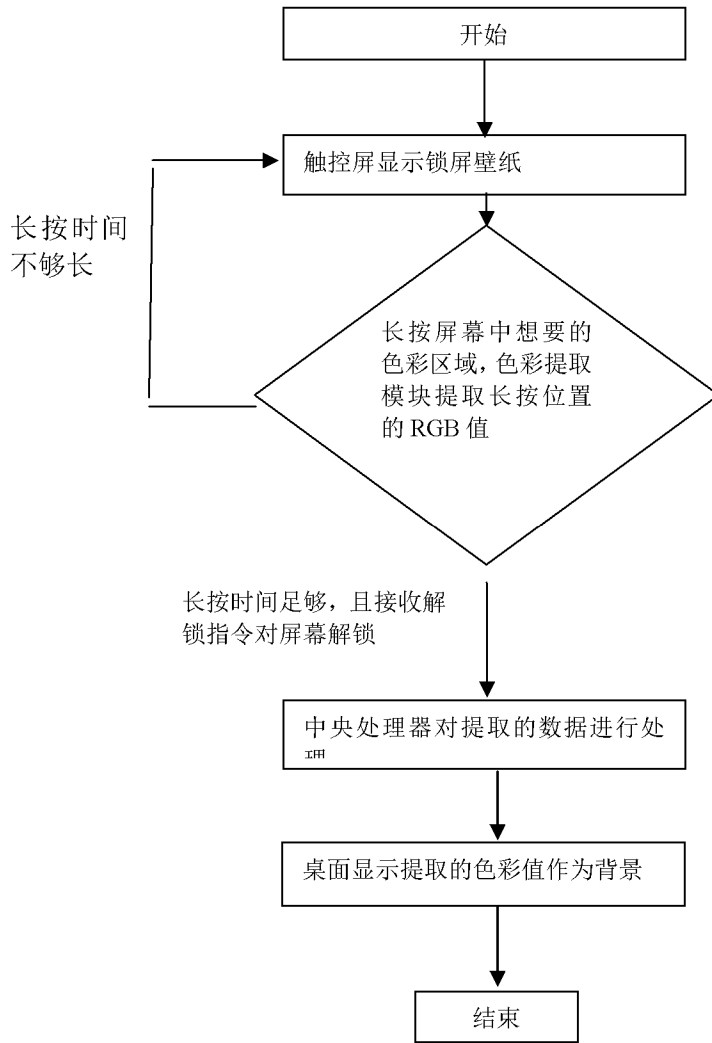 开始
触控屏显示锁屏壁纸
长按时间
不够长
长按屏幕中想要的
色彩区域，色彩提取
模块提取长按位置
的 RGB 值
长按时间足够，且接收解
锁指令对屏幕解锁
中央处理器对提取的数据进行处
桌面显示提取的色彩值作为背景
结束